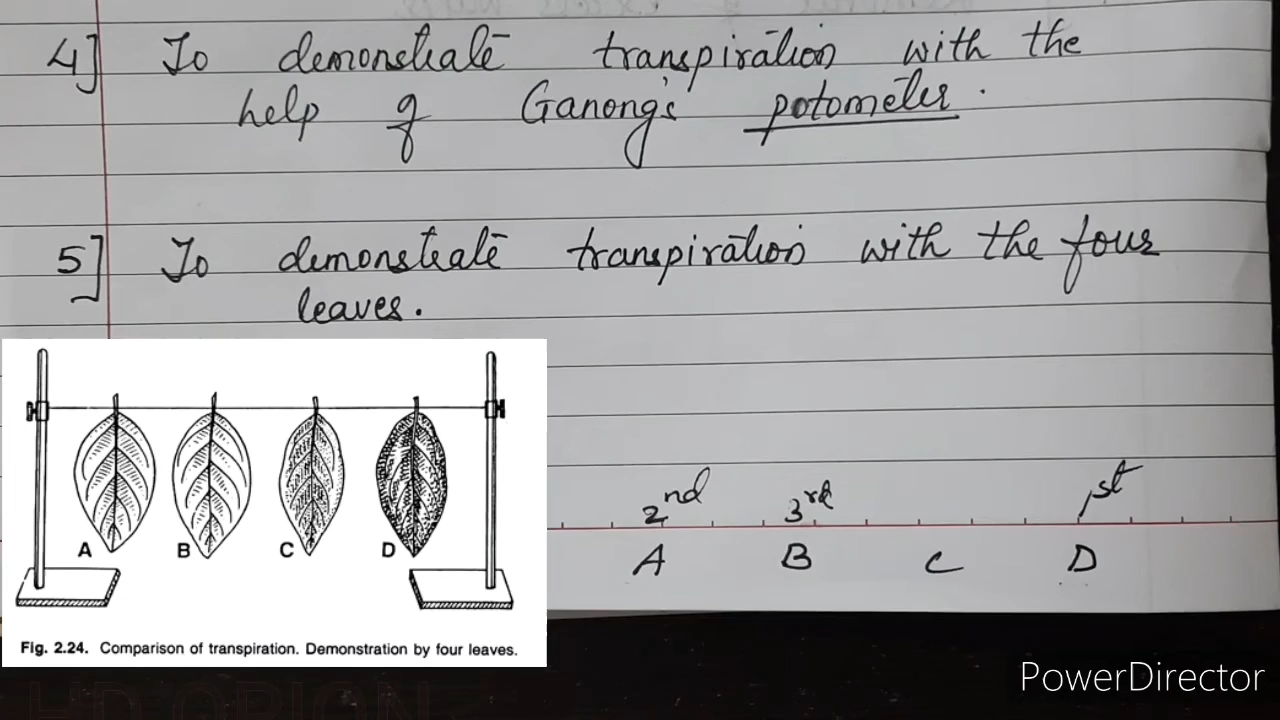 4] To demonstrate transpiration with the
help of Ganong's potometer.
5] To demonstrate transpiration with the four
leaves.
A B C D
Fig. 2.24. Comparison of transpiration. Demonstration by four leaves.
2nd 3rd 1st
A B C D
PowerDirector